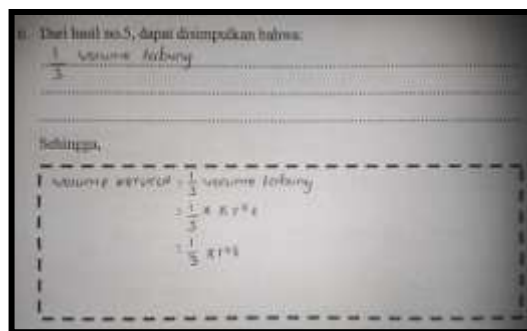 6. Dari hasil no.5, dapat disimpulkan bahwa:
1/3 volume tabung
Sehingga,
volume kerucut = 1/3 volume tabung
= 1/3 × π r² t
= 1/3 π r² t